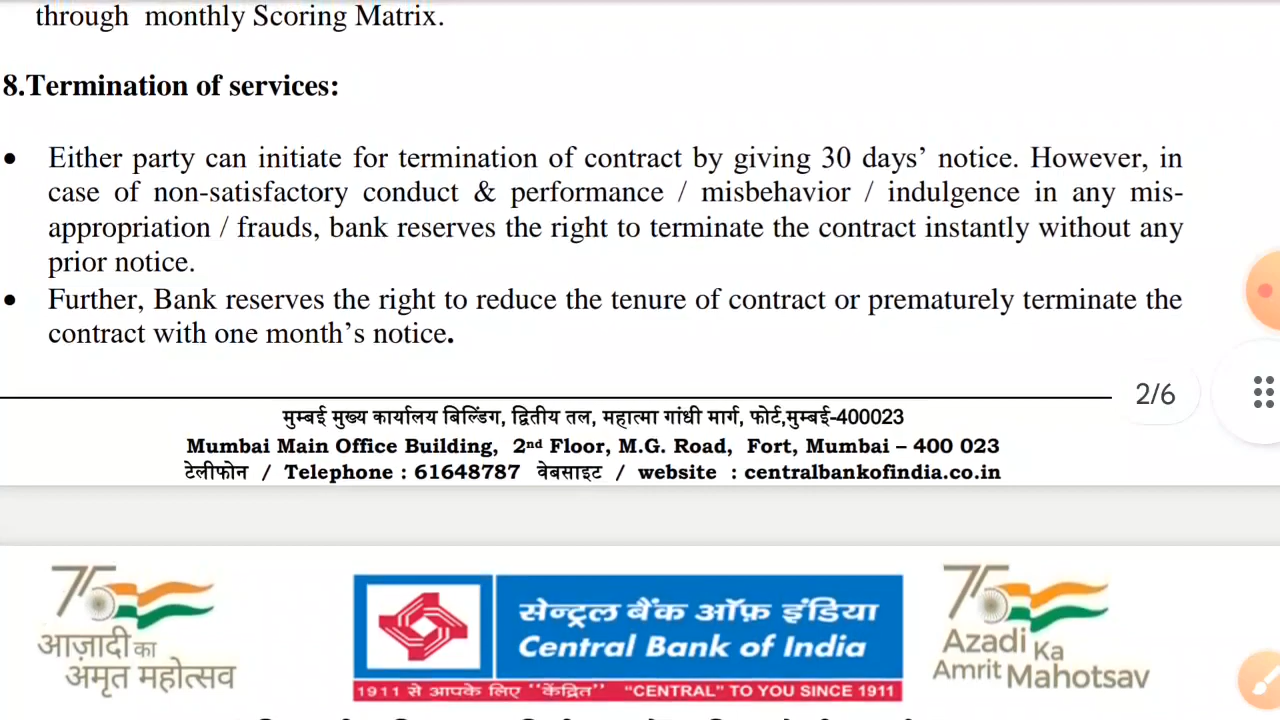 through monthly Scoring Matrix.
8.Termination of services:
• Either party can initiate for termination of contract by giving 30 days’ notice. However, in
case of non-satisfactory conduct & performance / misbehavior / indulgence in any mis-
appropriation / frauds, bank reserves the right to terminate the contract instantly without any
prior notice.
• Further, Bank reserves the right to reduce the tenure of contract or prematurely terminate the
contract with one month’s notice.
2/6
मुम्बई मुख्य कार्यालय बिल्डिंग, द्वितीय तल, महात्मा गांधी मार्ग, फोर्ट,मुम्बई-400023
Mumbai Main Office Building, 2nd Floor, M.G. Road, Fort, Mumbai – 400 023
टेलीफोन / Telephone : 61648787 वेबसाइट / website : centralbankofindia.co.in
75
आज़ादी का
अमृत महोत्सव
सेन्ट्रल बैंक ऑफ़ इंडिया
Central Bank of India
1911 से आपके लिए "केंद्रित" "CENTRAL" TO YOU SINCE 1911
75
Azadi Ka
Amrit Mahotsav